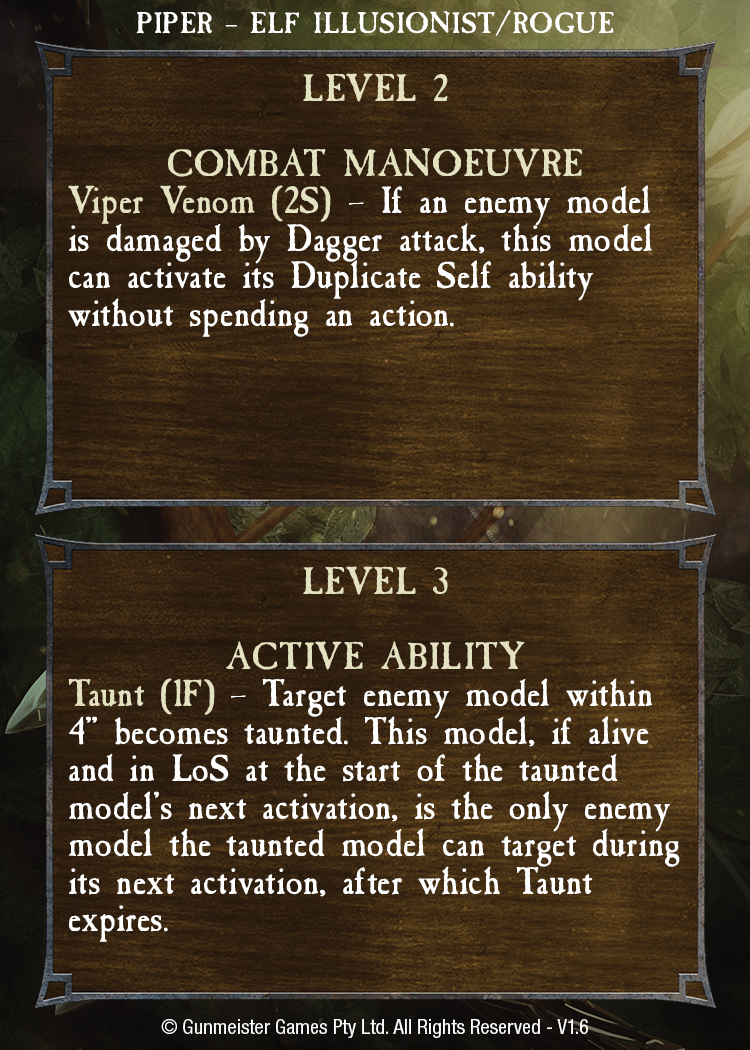 PIPER – ELF ILLUSIONIST/ROGUE
LEVEL 2
COMBAT MANOEUVRE
Viper Venom (2S) – If an enemy model
is damaged by Dagger attack, this model
can activate its Duplicate Self ability
without spending an action.
LEVEL 3
ACTIVE ABILITY
Taunt (1F) – Target enemy model within
4” becomes taunted. This model, if alive
and in LoS at the start of the taunted
model's next activation, is the only enemy
model the taunted model can target during
its next activation, after which Taunt
expires.
© Gunmeister Games Pty Ltd. All Rights Reserved - V1.6